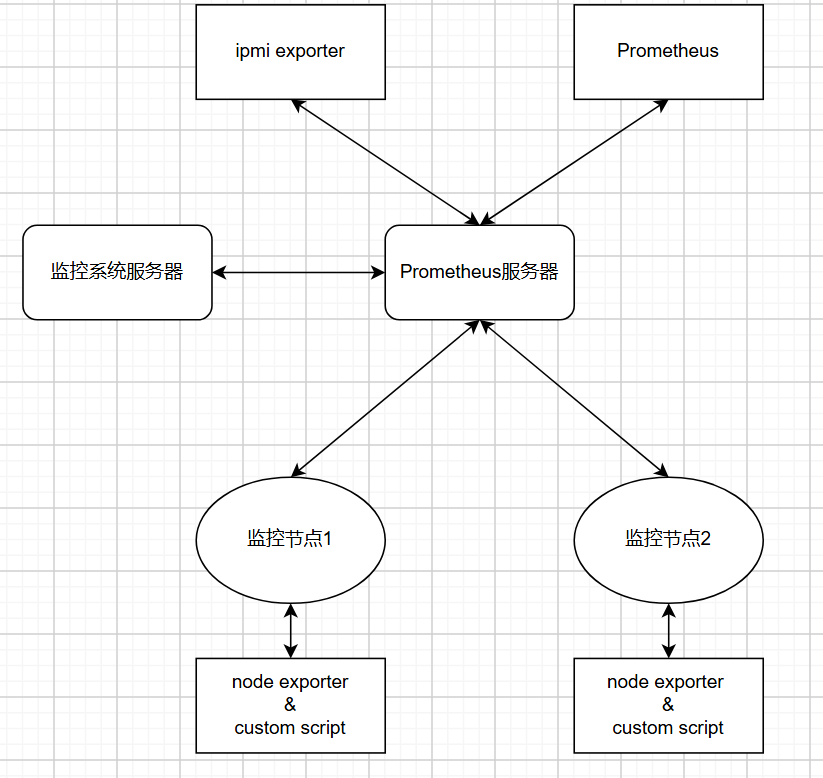 ipmi exporter
Prometheus
监控系统服务器
Prometheus服务器
监控节点1
监控节点2
node exporter
&
custom script
node exporter
&
custom script